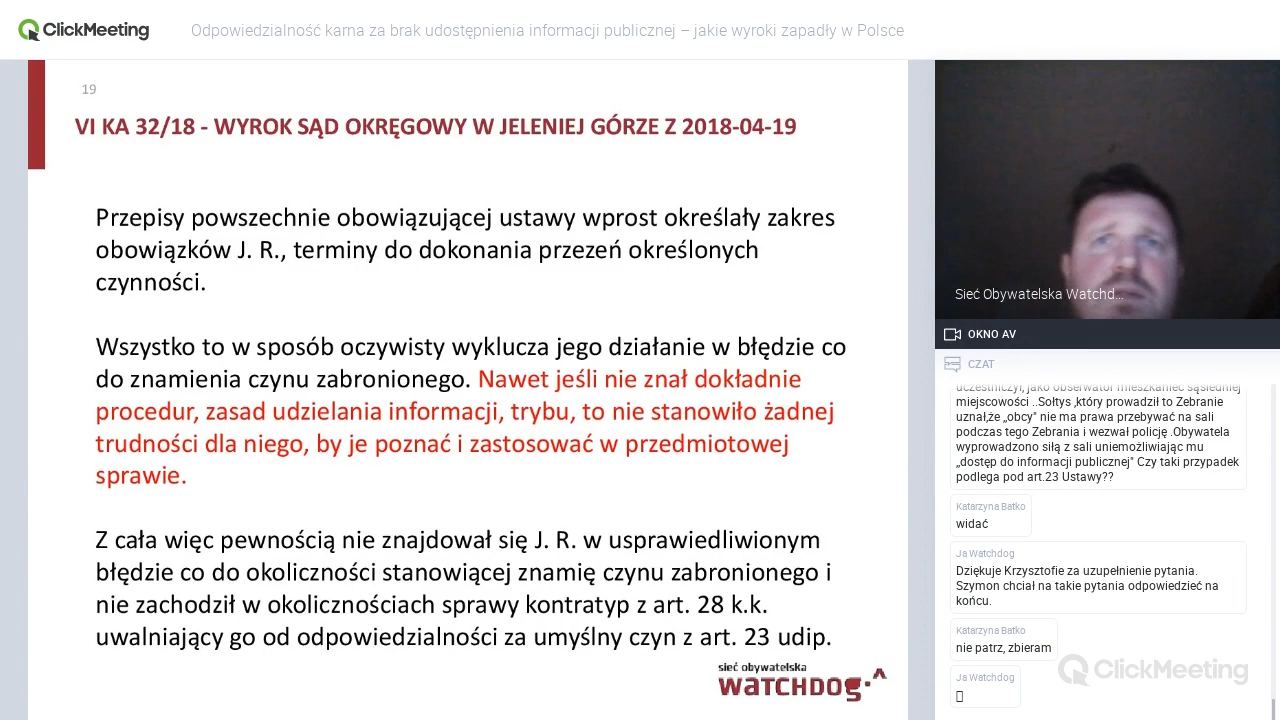 ClickMeeting
Odpowiedzialność karna za brak udostępnienia informacji publicznej – jakie wyroki zapadły w Polsce
19
VI KA 32/18 - WYROK SĄD OKRĘGOWY W JELENIEJ GÓRZE Z 2018-04-19
Przepisy powszechnie obowiązującej ustawy wprost określały zakres
obowiązków J. R., terminy do dokonania przezeń określonych
czynności.
Wszystko to w sposób oczywisty wyklucza jego działanie w błędzie co
do znamienia czynu zabronionego. Nawet jeśli nie znał dokładnie
procedur, zasad udzielania informacji, trybu, to nie stanowiło żadnej
trudności dla niego, by je poznać i zastosować w przedmiotowej
sprawie.
Z cała więc pewnością nie znajdował się J. R. w usprawiedliwionym
błędzie co do okoliczności stanowiącej znamię czynu zabronionego i
nie zachodził w okolicznościach sprawy kontratyp z art. 28 k.k.
uwalniający go od odpowiedzialności za umyślny czyn z art. 23 udip.
sieć obywatelska
WATCHDOG
Sieć Obywatelska Watchd...
OKNO AV
CZAT
uczestniczył, jako obserwator mieszkaniec sąsiedniej
miejscowości ..Sołtys ,który prowadził to Zebranie
uznał,że „obcy" nie ma prawa przebywać na sali
podczas tego Zebrania i wezwał policję .Obywatela
wyprowadzono siłą z sali uniemożliwiając mu
„dostęp do informacji publicznej" Czy taki przypadek
podlega pod art.23 Ustawy??
Katarzyna Batko
widać
Ja Watchdog
Dziękuje Krzysztofie za uzupełnienie pytania.
Szymon chciał na takie pytania odpowiedzieć na
końcu.
Katarzyna Batko
nie patrz, zbieram
ClickMeeting
Ja Watchdog